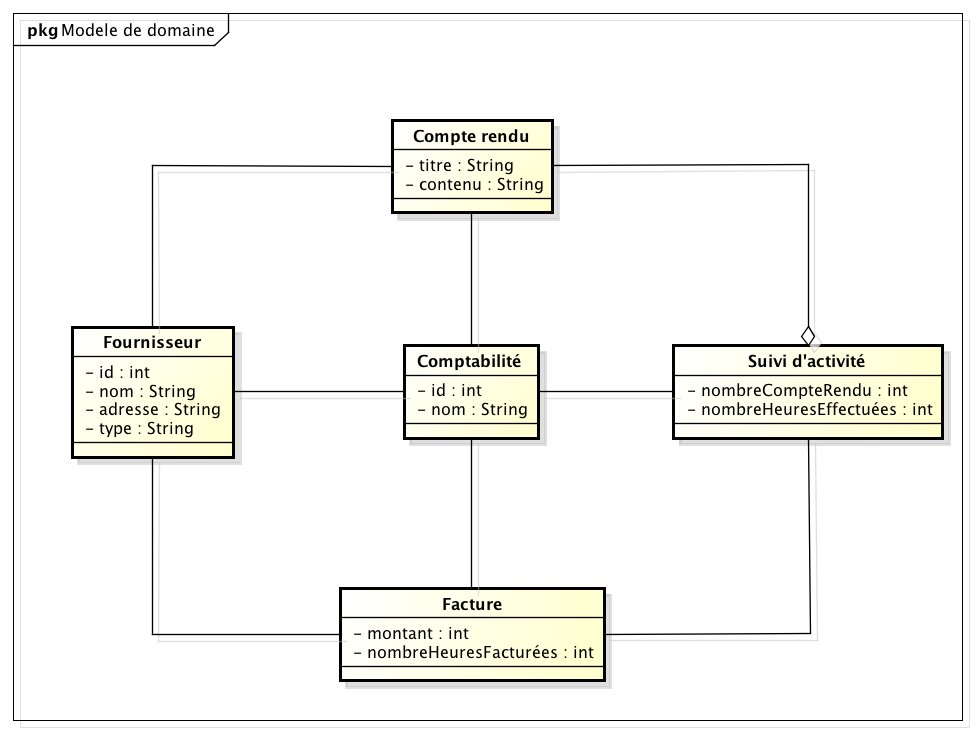 pkg Modele de domaine
Compte rendu
- titre : String
- contenu : String
Fournisseur
- id : int
- nom : String
- adresse : String
- type : String
Comptabilité
- id : int
- nom : String
Suivi d'activité
- nombreCompteRendu : int
- nombreHeuresEffectuées : int
Facture
- montant : int
- nombreHeuresFacturées : int